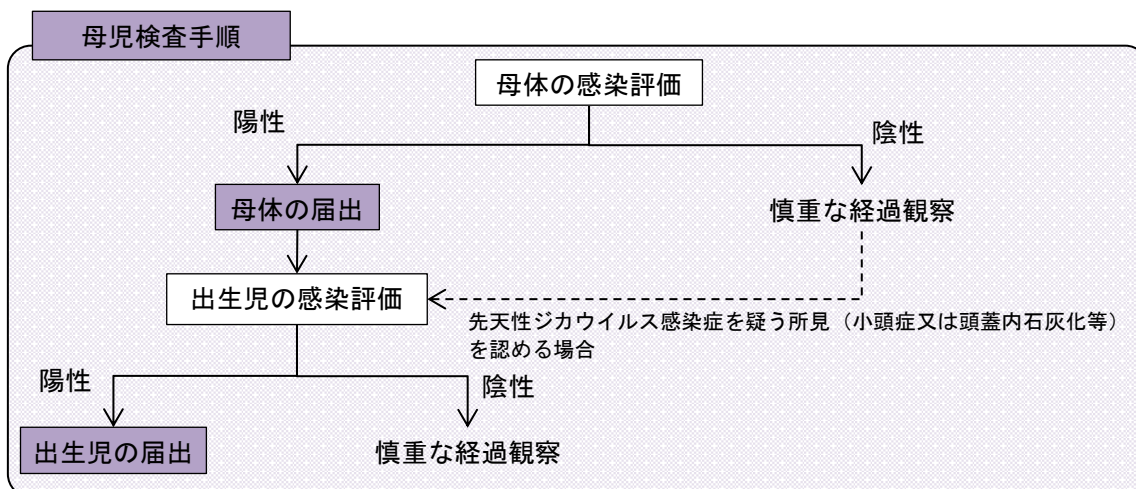 母児検査手順
母体の感染評価
陽性
陰性
母体の届出
慎重な経過観察
出生児の感染評価
先天性ジカウイルス感染症を疑う所見（小頭症又は頭蓋内石灰化等）
を認める場合
陽性
陰性
出生児の届出
慎重な経過観察